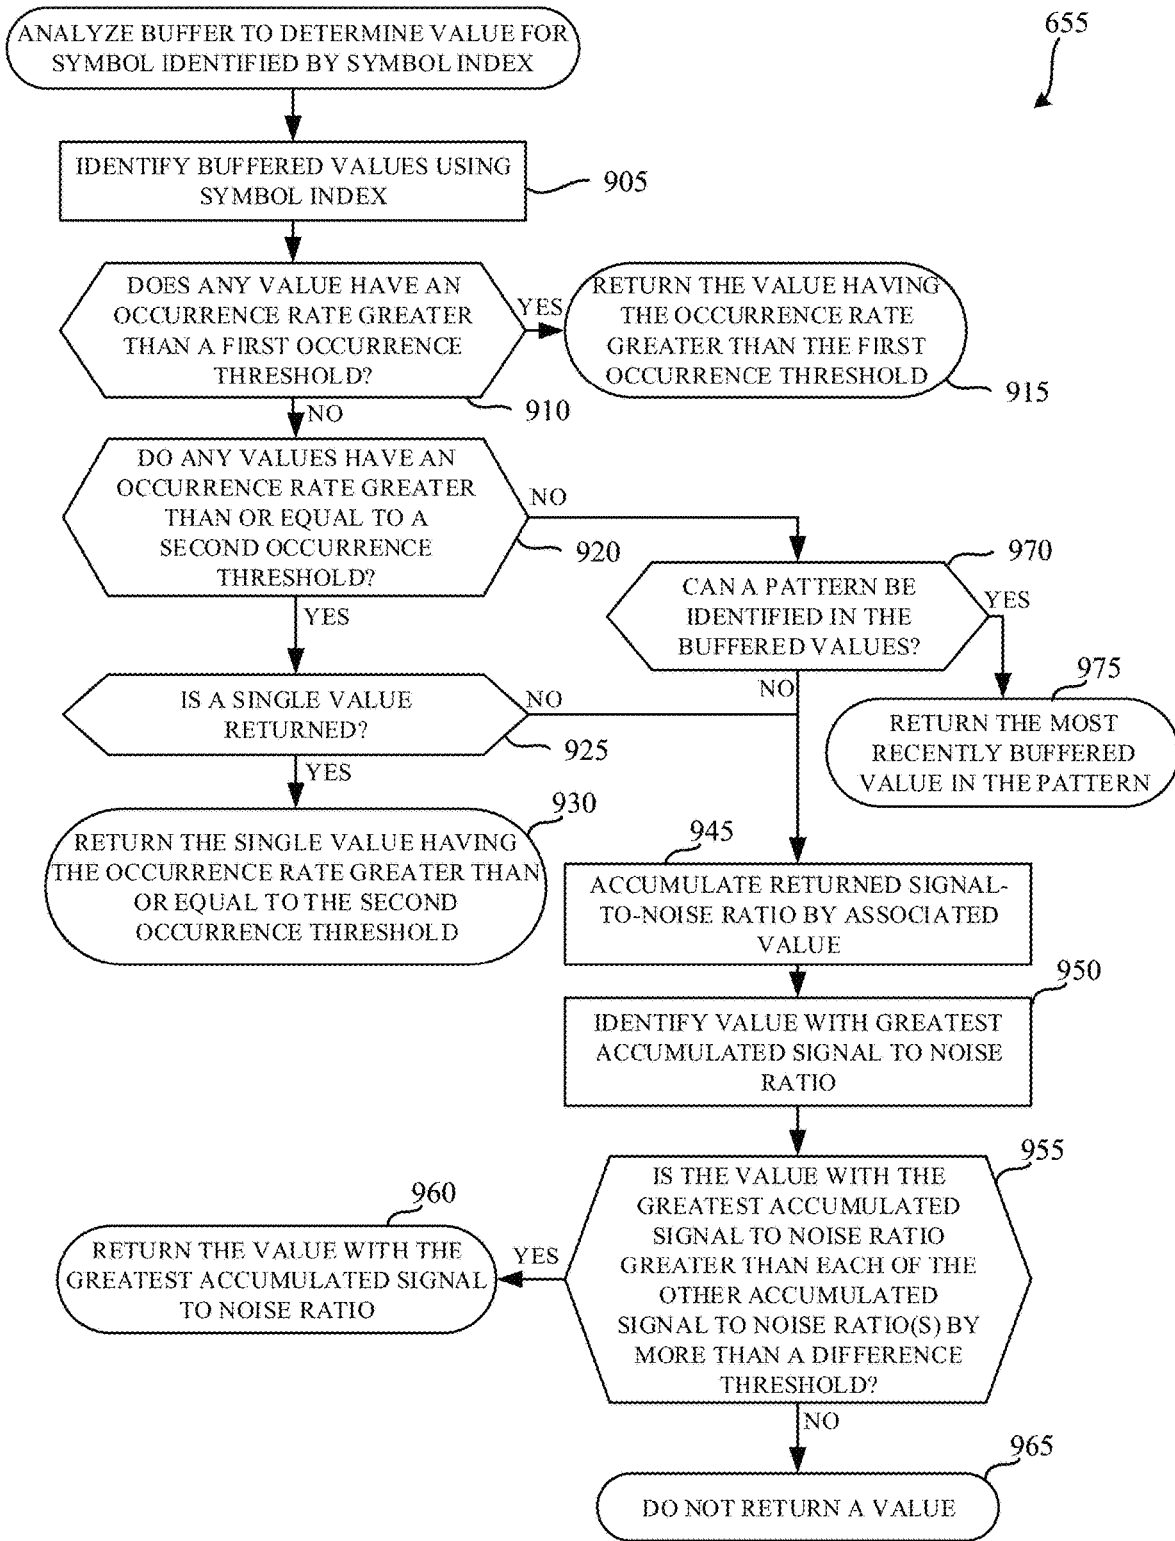 655
ANALYZE BUFFER TO DETERMINE VALUE FOR
SYMBOL IDENTIFIED BY SYMBOL INDEX
IDENTIFY BUFFERED VALUES USING
SYMBOL INDEX
905
DOES ANY VALUE HAVE AN
OCCURRENCE RATE GREATER
THAN A FIRST OCCURRENCE
THRESHOLD?
910
YES
RETURN THE VALUE HAVING
THE OCCURRENCE RATE
GREATER THAN THE FIRST
OCCURRENCE THRESHOLD
915
NO
DO ANY VALUES HAVE AN
OCCURRENCE RATE GREATER
THAN OR EQUAL TO A
SECOND OCCURRENCE
THRESHOLD?
920
NO
970
CAN A PATTERN BE
IDENTIFIED IN THE
BUFFERED VALUES?
YES
975
RETURN THE MOST
RECENTLY BUFFERED
VALUE IN THE PATTERN
NO
YES
IS A SINGLE VALUE
RETURNED?
925
NO
YES
930
RETURN THE SINGLE VALUE HAVING
THE OCCURRENCE RATE GREATER THAN
OR EQUAL TO THE SECOND
OCCURRENCE THRESHOLD
945
ACCUMULATE RETURNED SIGNAL-
TO-NOISE RATIO BY ASSOCIATED
VALUE
950
IDENTIFY VALUE WITH GREATEST
ACCUMULATED SIGNAL TO NOISE
RATIO
955
IS THE VALUE WITH THE
GREATEST ACCUMULATED
SIGNAL TO NOISE RATIO
GREATER THAN EACH OF THE
OTHER ACCUMULATED
SIGNAL TO NOISE RATIO(S) BY
MORE THAN A DIFFERENCE
THRESHOLD?
YES
960
RETURN THE VALUE WITH THE
GREATEST ACCUMULATED SIGNAL
TO NOISE RATIO
NO
965
DO NOT RETURN A VALUE